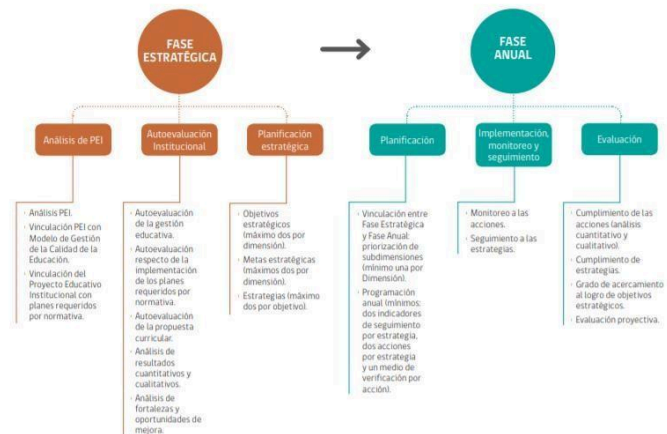 FASE
ESTRATÉGICA
FASE
ANUAL
Análisis de PEI
Autoevaluación
Institucional
Planificación
estratégica
Planificación
Implementación,
monitoreo y
seguimiento
Evaluación
· Análisis PEI.
· Vinculación PEI con
Modelo de Gestión
de la Calidad de la
Educación.
· Vinculación del
Proyecto Educativo
Institucional con
planes requeridos
por normativa.
· Autoevaluación
de la gestión
educativa.
· Autoevaluación
respecto de la
implementación
de los planes
requeridos por
normativa.
· Autoevaluación
de la propuesta
curricular.
· Análisis de
resultados
cuantitativos y
cualitativos.
· Análisis de
fortalezas y
oportunidades de
mejora.
· Objetivos
estratégicos
(máximo dos por
dimensión).
· Metas estratégicas
(máximos dos por
dimensión).
· Estrategias (máximo
dos por objetivo).
· Vinculación entre
Fase Estratégica
y Fase Anual:
priorización de
subdimensiones
(mínimo una por
Dimensión).
· Programación
anual (mínimos:
dos indicadores
de seguimiento
por estrategia,
dos acciones
por estrategia
y un medio de
verificación por
acción).
· Monitoreo a las
acciones.
· Seguimiento a las
estrategias.
· Cumplimiento de las
acciones (análisis
cuantitativo y
cualitativo).
· Cumplimiento de
estrategias.
· Grado de acercamiento
al logro de objetivos
estratégicos.
· Evaluación proyectiva.